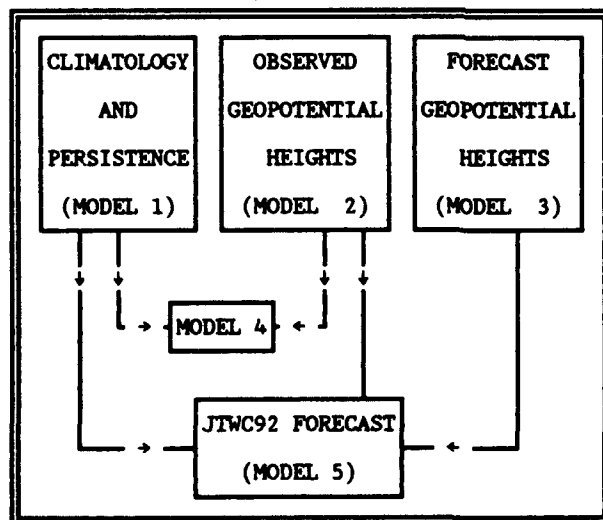 CLIMATOLOGY
AND
PERSISTENCE
(MODEL 1)
OBSERVED
GEOPOTENTIAL
HEIGHTS
(MODEL 2)
FORECAST
GEOPOTENTIAL
HEIGHTS
(MODEL 3)
MODEL 4
JTWC92 FORECAST
(MODEL 5)